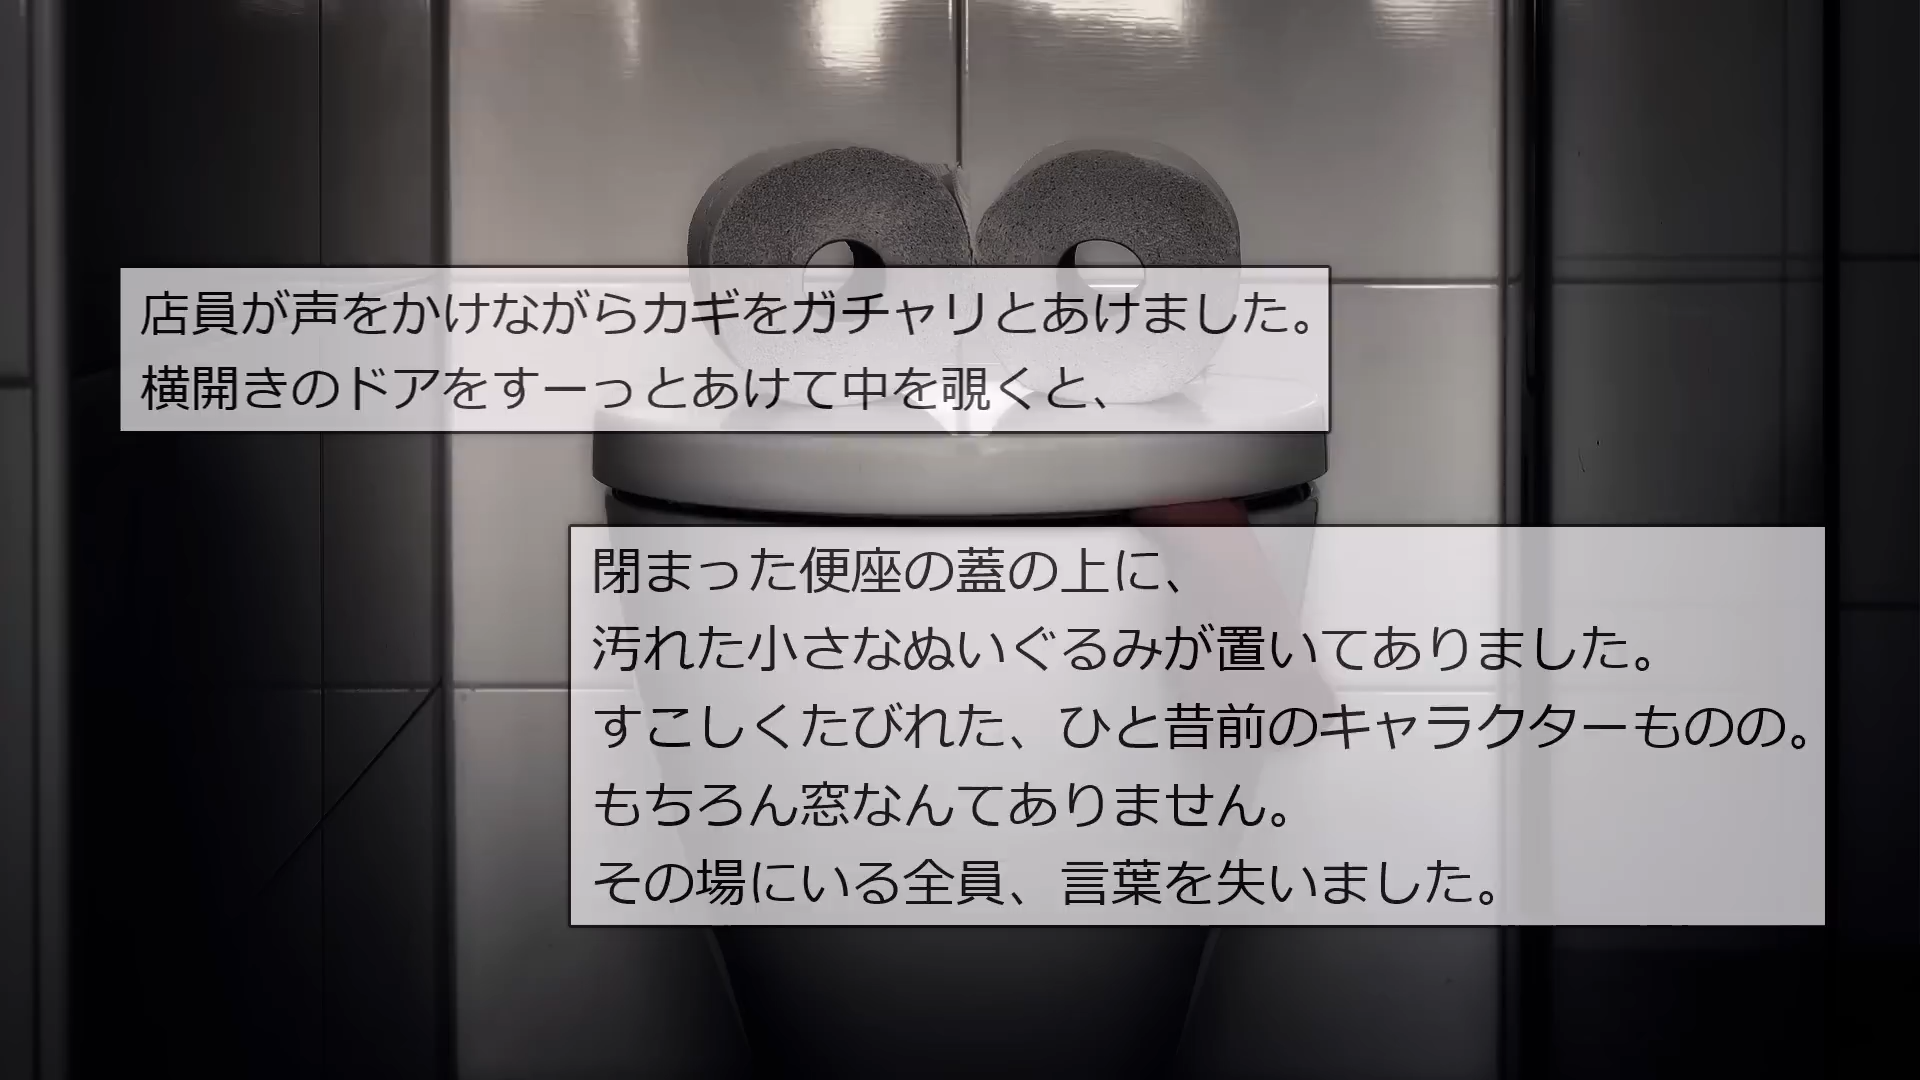 店員が声をかけながらカギをガチャリとあけました。
横開きのドアをすーっとあけて中を覗くと、
閉まった便座の蓋の上に、
汚れた小さなぬいぐるみが置いてありました。
すこしくたびれた、ひと昔前のキャラクターものの。
もちろん窓なんてありません。
その場にいる全員、言葉を失いました。